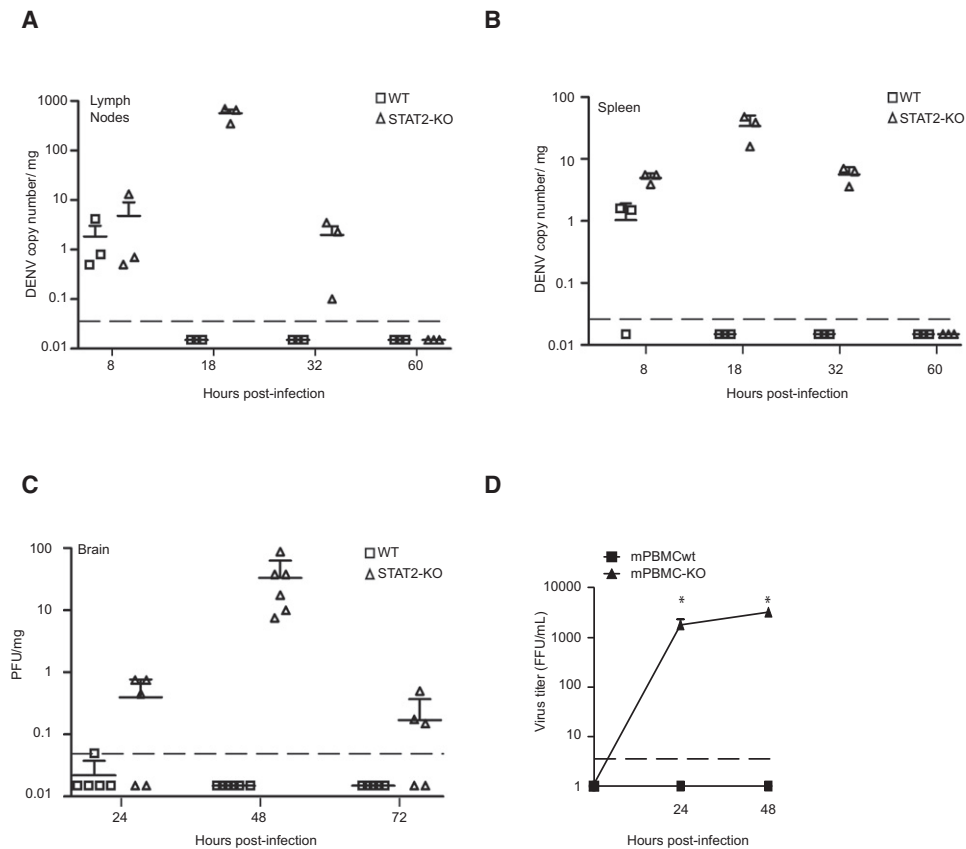 A
Lymph
Nodes
WT
STAT2-KO
1000
100
10
1
0.1
0.01
DENV copy number/ mg
8 18 32 60
Hours post-infection
B
Spleen
WT
STAT2-KO
100
10
1
0.1
0.01
DENV copy number/ mg
8 18 32 60
Hours post-infection
C
Brain
WT
STAT2-KO
100
10
1
0.1
0.01
PFU/mg
24 48 72
Hours post-infection
D
mPBMCwt
mPBMC-KO
10000
1000
100
10
1
Virus titer (FFU/mL)
* *
24 48
Hours post-infection